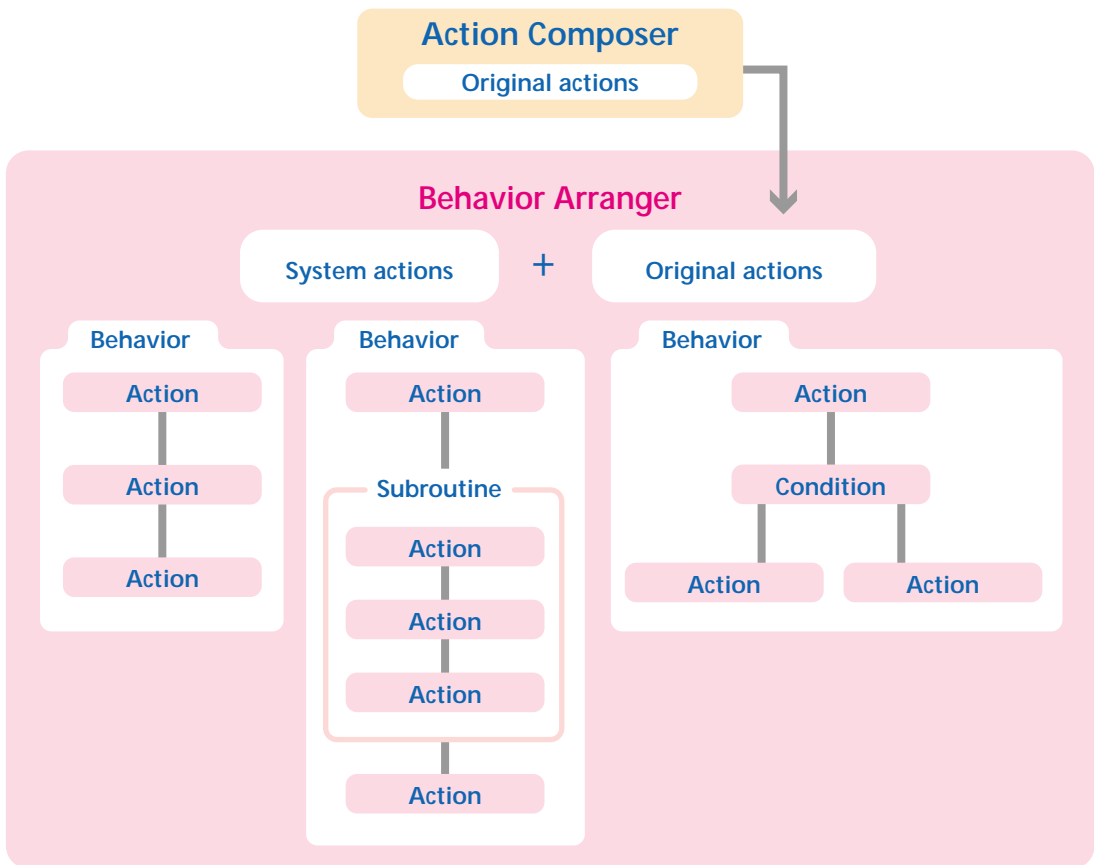 Action Composer
Original actions
Behavior Arranger
System actions + Original actions
Behavior
Action
Action
Action
Behavior
Action
Subroutine
Action
Action
Action
Action
Behavior
Action
Condition
Action
Action